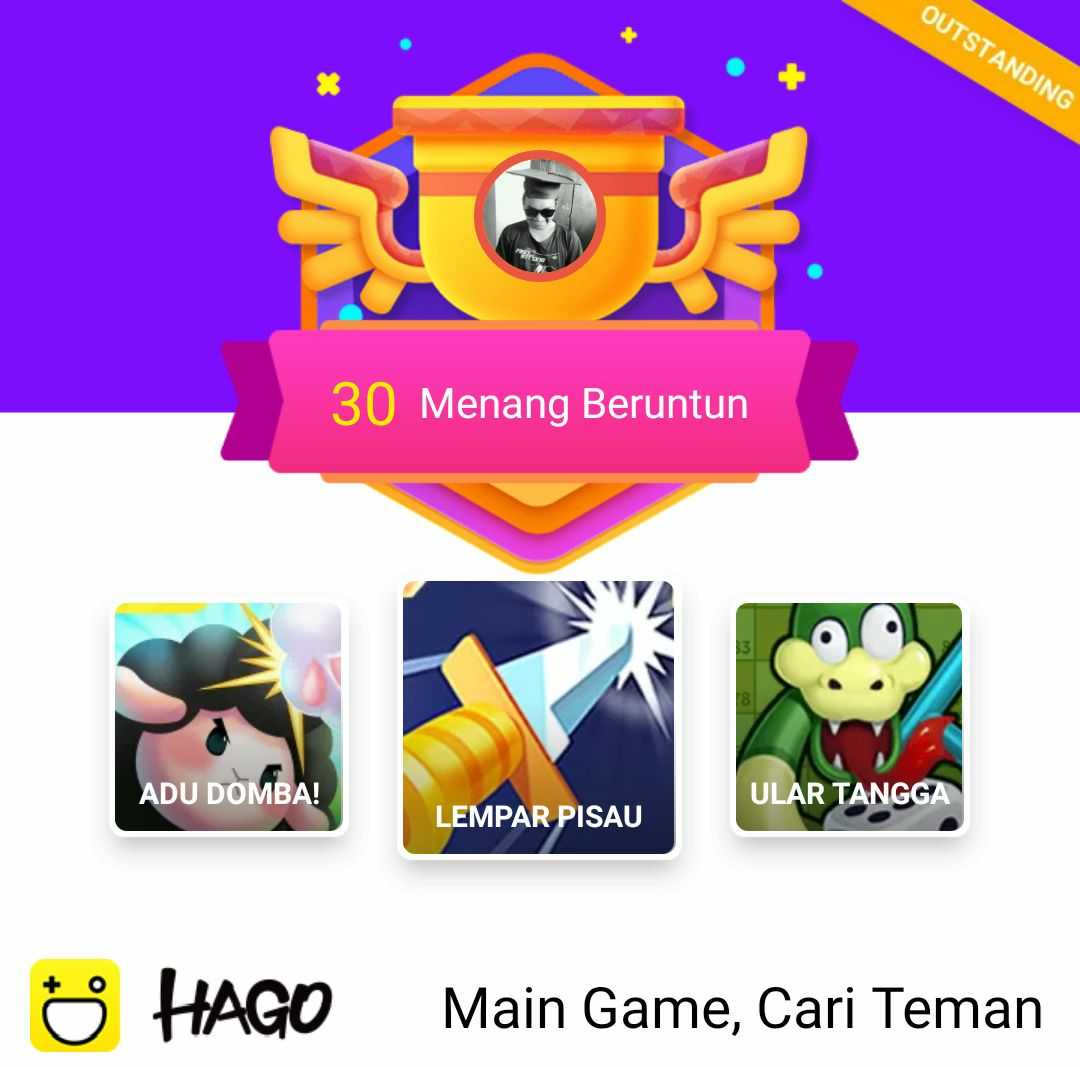 OUTSTANDING
30 Menang Beruntun
ADU DOMBA!
LEMPAR PISAU
ULAR TANGGA
HAGO
Main Game, Cari Teman